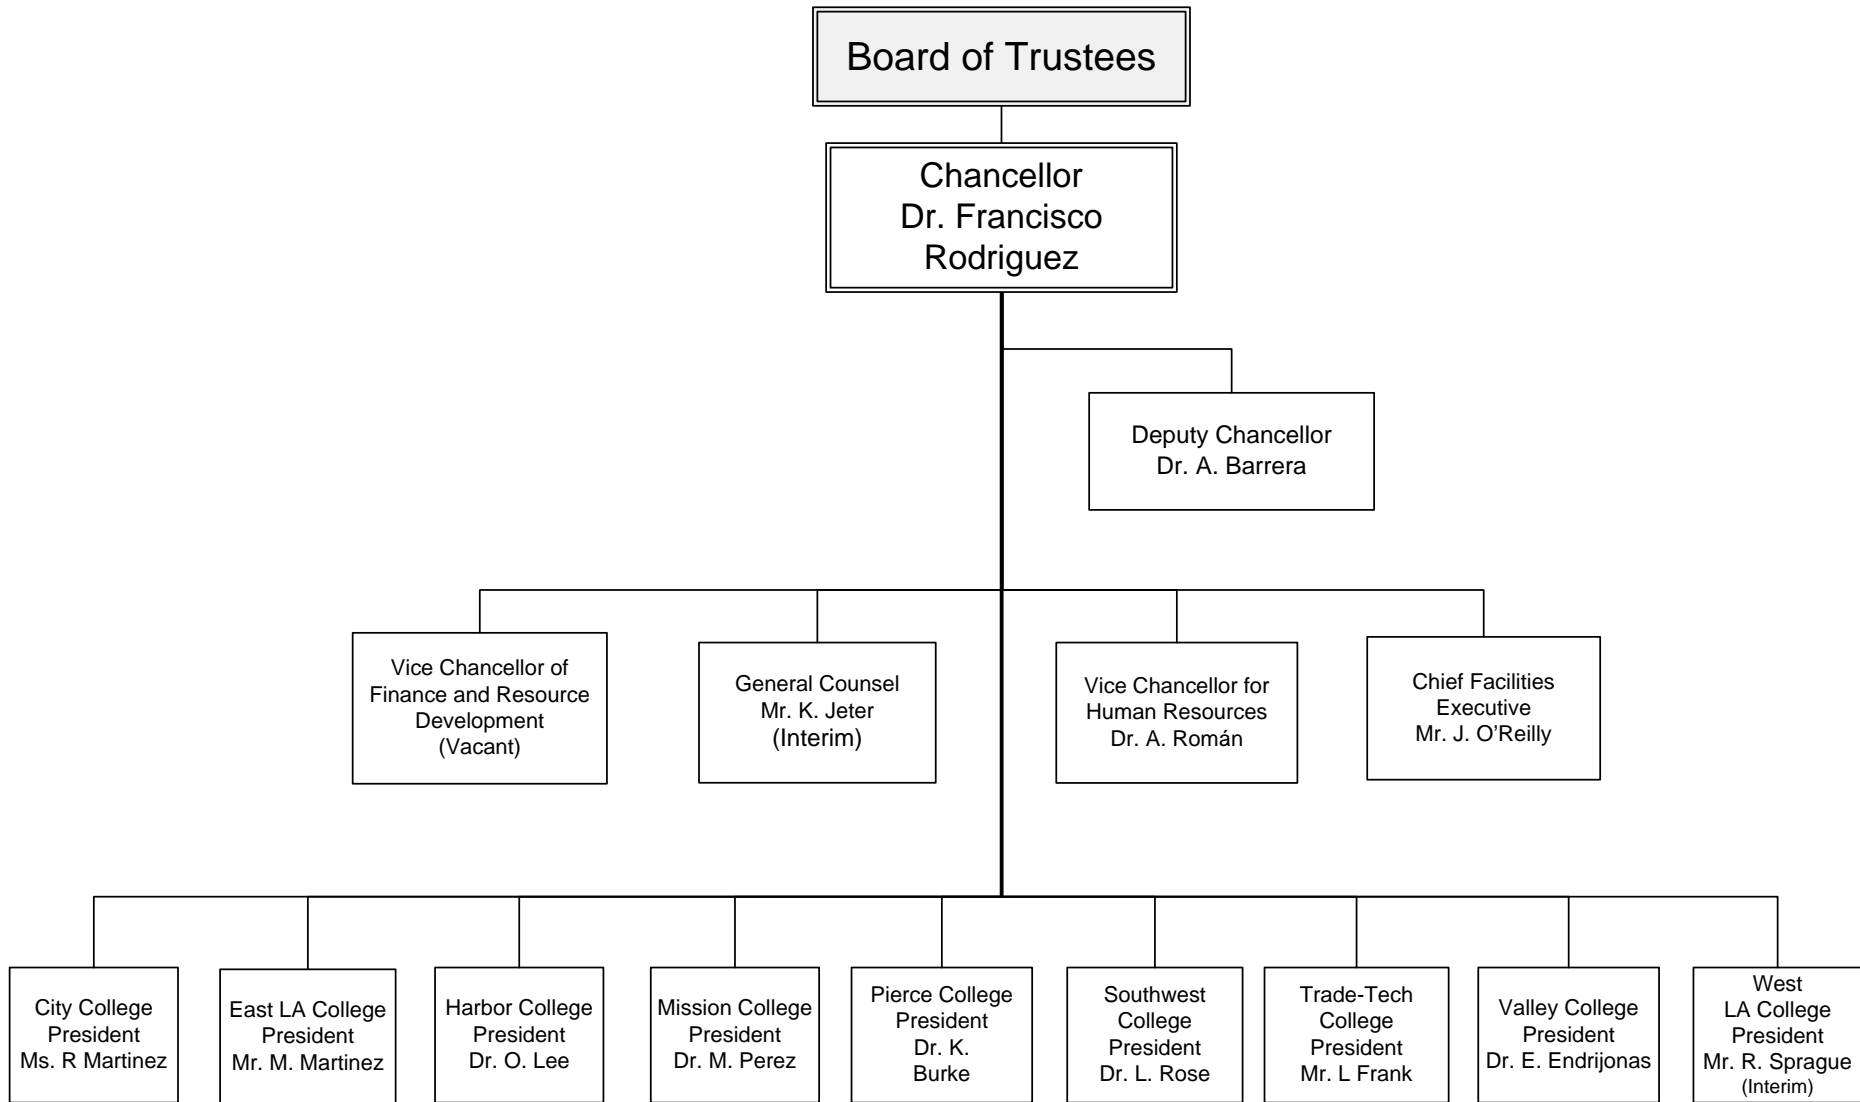 Board of Trustees
Chancellor
Dr. Francisco
Rodriguez
Deputy Chancellor
Dr. A. Barrera
Vice Chancellor of
Finance and Resource
Development
(Vacant)
General Counsel
Mr. K. Jeter
(Interim)
Vice Chancellor for
Human Resources
Dr. A. Román
Chief Facilities
Executive
Mr. J. O’Reilly
City College
President
Ms. R Martinez
East LA College
President
Mr. M. Martinez
Harbor College
President
Dr. O. Lee
Mission College
President
Dr. M. Perez
Pierce College
President
Dr. K.
Burke
Southwest
College
President
Dr. L. Rose
Trade-Tech
College
President
Mr. L Frank
Valley College
President
Dr. E. Endrijonas
West
LA College
President
Mr. R. Sprague
(Interim)